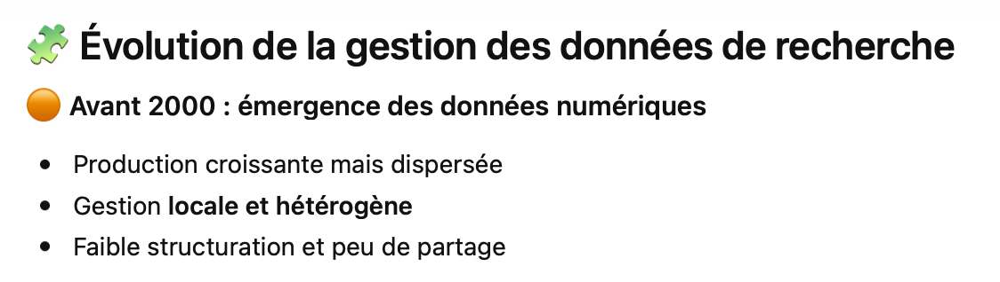 🧩 Évolution de la gestion des données de recherche
🟠 Avant 2000 : émergence des données numériques
• Production croissante mais dispersée
• Gestion locale et hétérogène
• Faible structuration et peu de partage